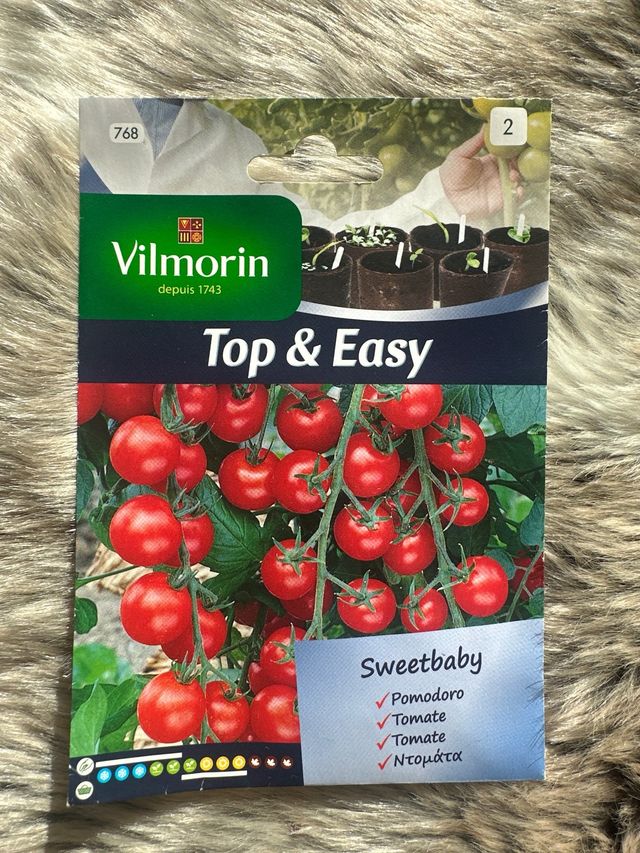 768
2
Vilmorin
depuis 1743
Top & Easy
Sweetbaby
✓Pomodoro
✓Tomate
✓Tomate
✓Ντομάτα